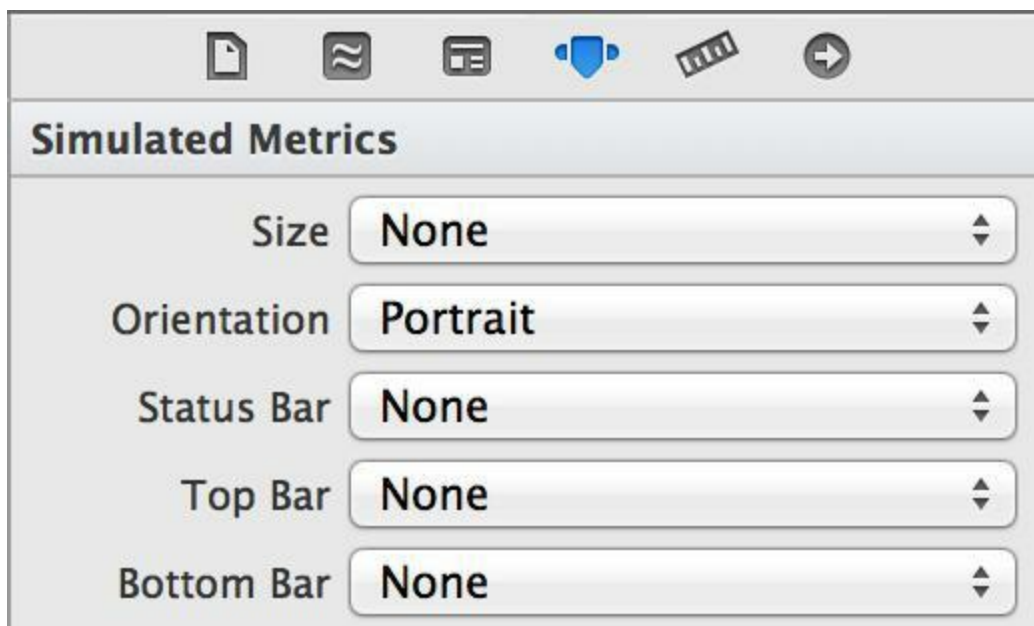 Simulated Metrics
Size None
Orientation Portrait
Status Bar None
Top Bar None
Bottom Bar None